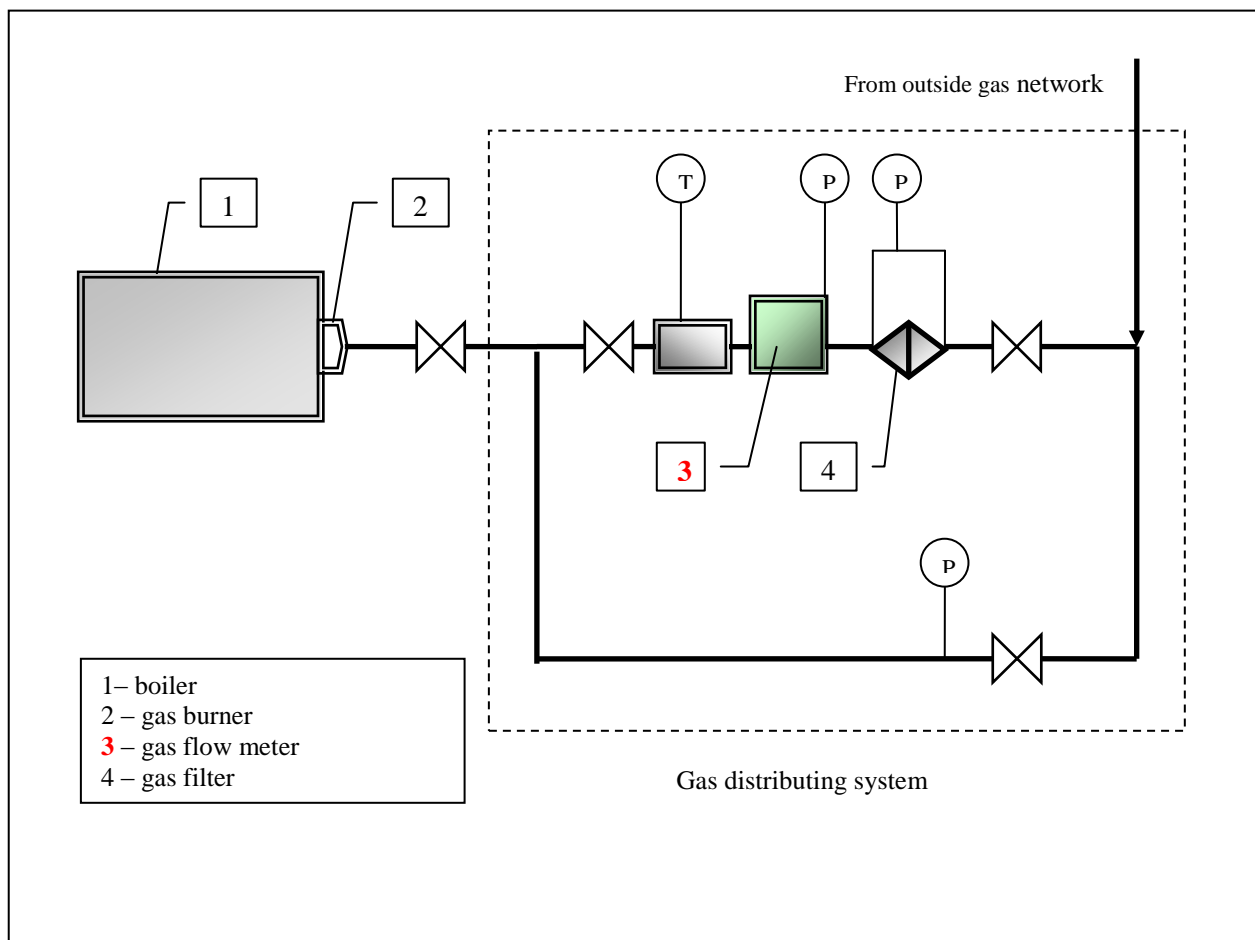 From outside gas network
T
P
P
1
2
3
4
P
1– boiler
2 – gas burner
3 – gas flow meter
4 – gas filter
Gas distributing system